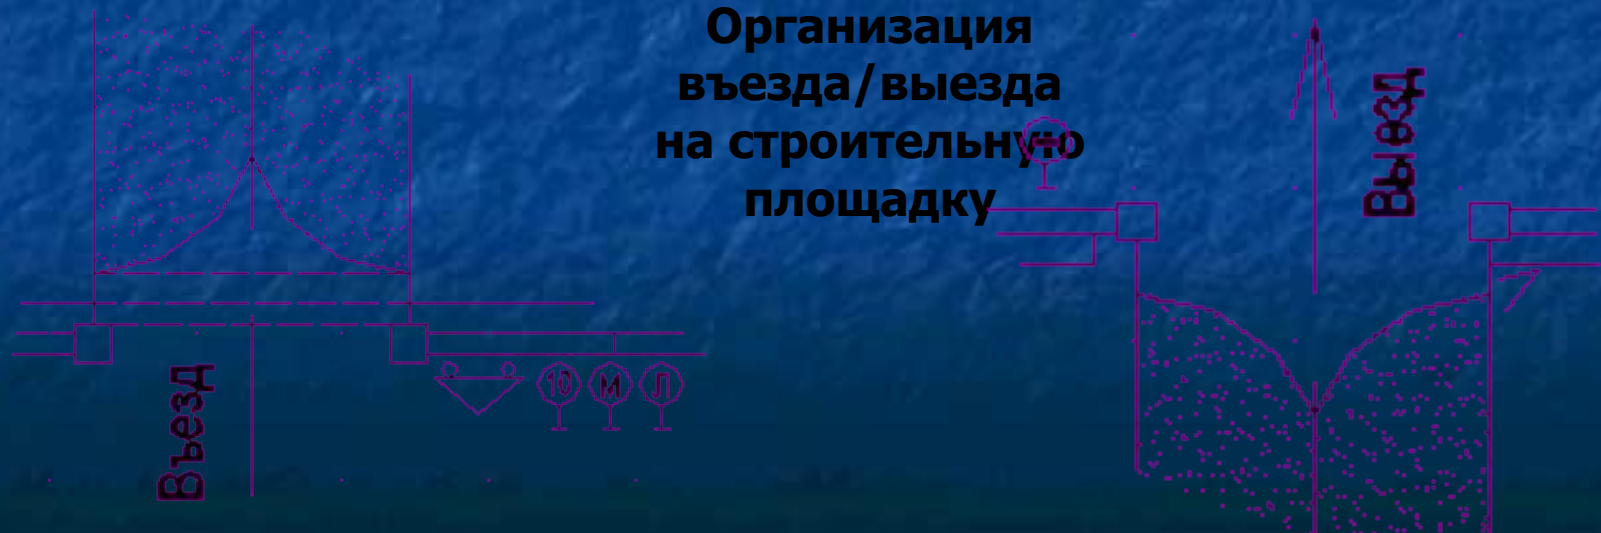 Организация
въезда/выезда
на строительную
площадку
Въезд
10 М Л
Выезд